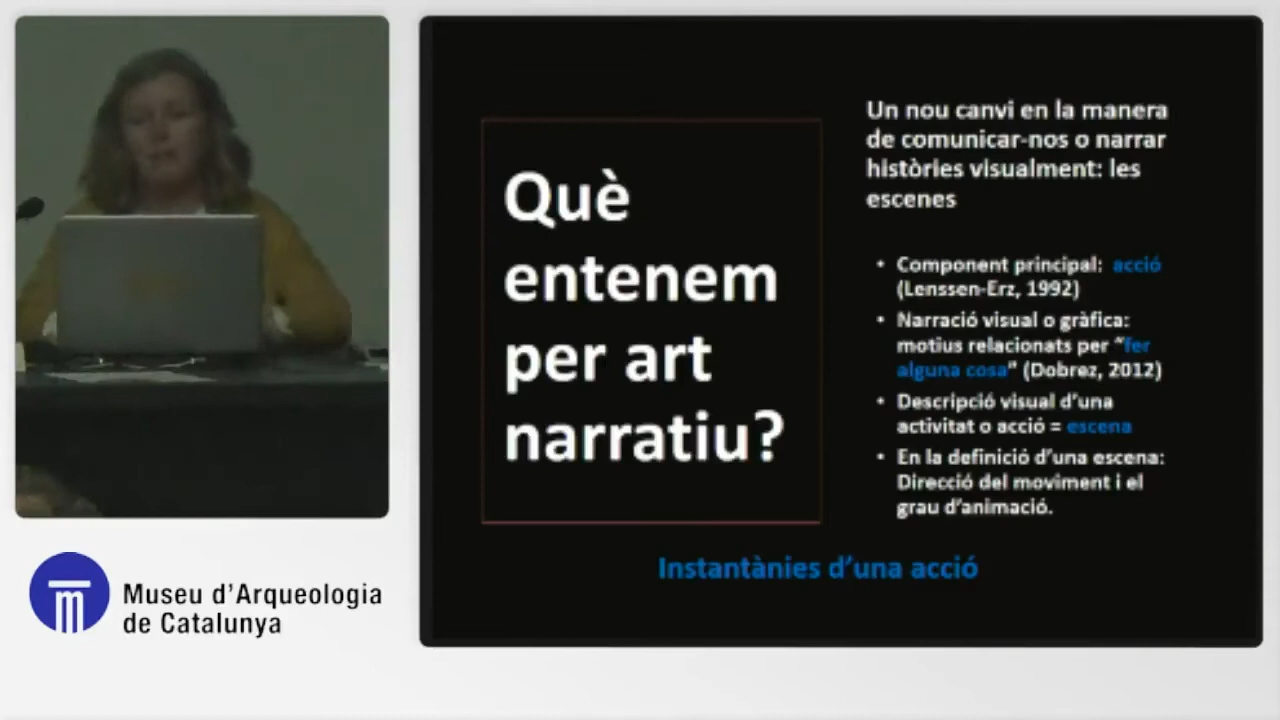 Què
entenem
per art
narratiu?
Un nou canvi en la manera
de comunicar-nos o narrar
històries visualment: les
escenes
• Component principal: acció
(Lenssen-Erz, 1992)
• Narració visual o gràfica:
motius relacionats per “fer
alguna cosa” (Dobrez, 2012)
• Descripció visual d’una
activitat o acció = escena
• En la definició d’una escena:
Direcció del moviment i el
grau d’animació.
Instantànies d’una acció
Museu d’Arqueologia
de Catalunya